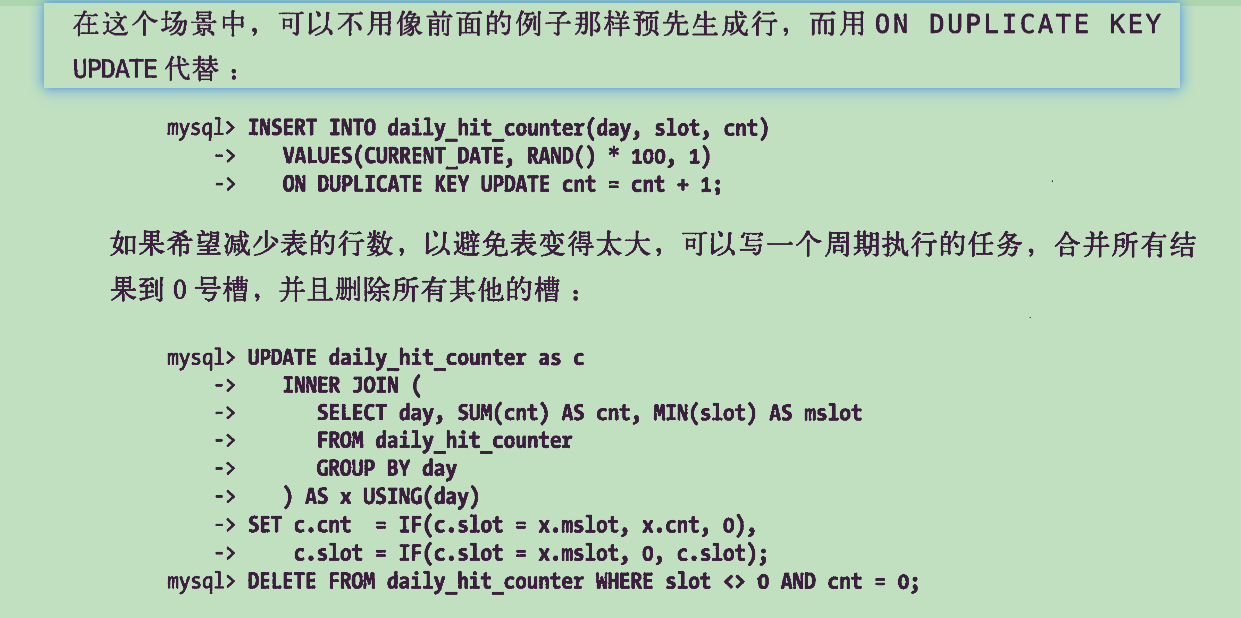 在这个场景中，可以不用像前面的例子那样预先生成行，而用 ON DUPLICATE KEY
UPDATE 代替：
mysql> INSERT INTO daily_hit_counter(day, slot, cnt)
-> VALUES(CURRENT_DATE, RAND() * 100, 1)
-> ON DUPLICATE KEY UPDATE cnt = cnt + 1;
如果希望减少表的行数，以避免表变得太大，可以写一个周期执行的任务，合并所有结
果到 0 号槽，并且删除所有其他的槽：
mysql> UPDATE daily_hit_counter as c
-> INNER JOIN (
-> SELECT day, SUM(cnt) AS cnt, MIN(slot) AS mslot
-> FROM daily_hit_counter
-> GROUP BY day
-> ) AS x USING(day)
-> SET c.cnt = IF(c.slot = x.mslot, x.cnt, 0),
-> c.slot = IF(c.slot = x.mslot, 0, c.slot);
mysql> DELETE FROM daily_hit_counter WHERE slot <> 0 AND cnt = 0;